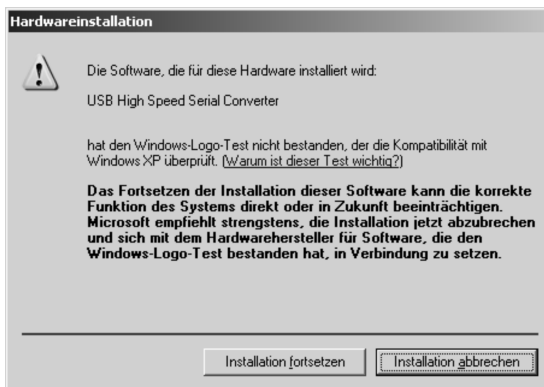 Hardwareinstallation
Die Software, die für diese Hardware installiert wird:
USB High Speed Serial Converter
hat den Windows-Logo-Test nicht bestanden, der die Kompatibilität mit
Windows XP überprüft. (Warum ist dieser Test wichtig?)
Das Fortsetzen der Installation dieser Software kann die korrekte
Funktion des Systems direkt oder in Zukunft beeinträchtigen.
Microsoft empfiehlt strengstens, die Installation jetzt abzubrechen
und sich mit dem Hardwarehersteller für Software, die den
Windows-Logo-Test bestanden hat, in Verbindung zu setzen.
Installation fortsetzen
Installation abbrechen